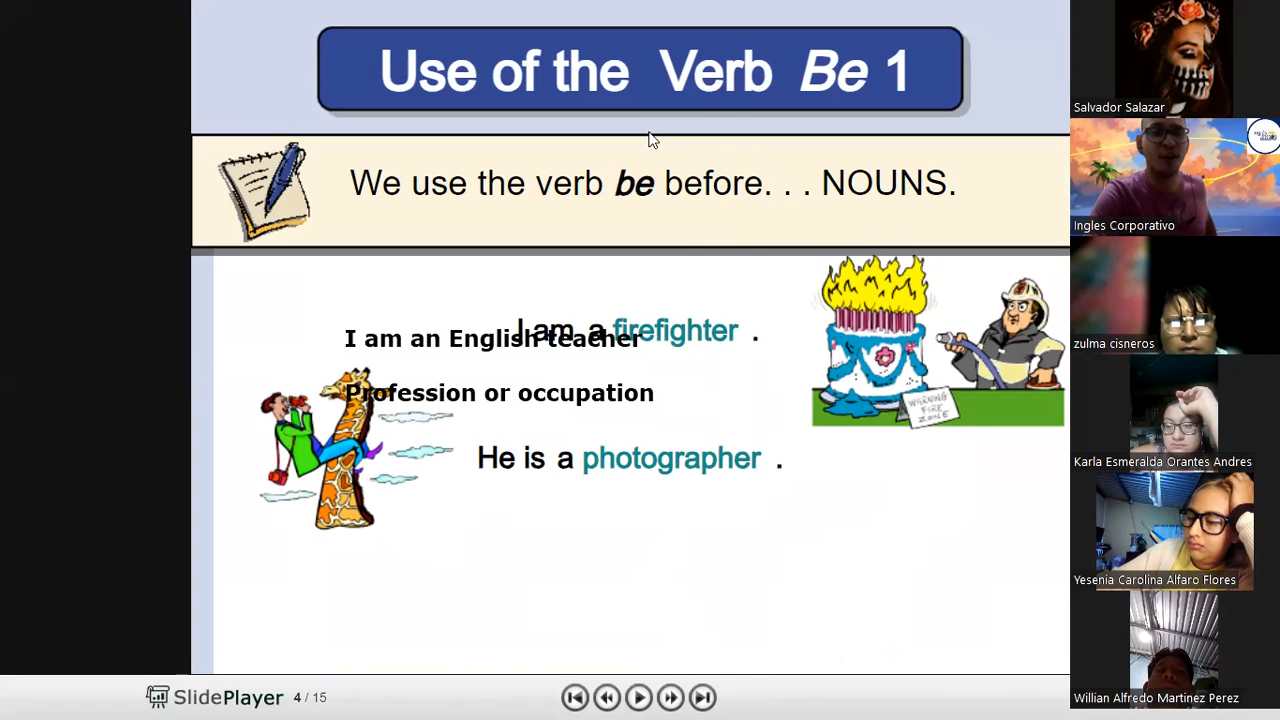 Use of the Verb Be 1
We use the verb be before. . . NOUNS.
I am a firefighter .
I am an English teacher
Profession or occupation
WARNING
FIRE
ZONE
He is a photographer .
SlidePlayer
4 / 15
Salvador Salazar
Ingles Corporativo
zulma cisneros
Karla Esmeralda Orantes Andres
Yesenia Carolina Alfaro Flores
Willian Alfredo Martinez Perez